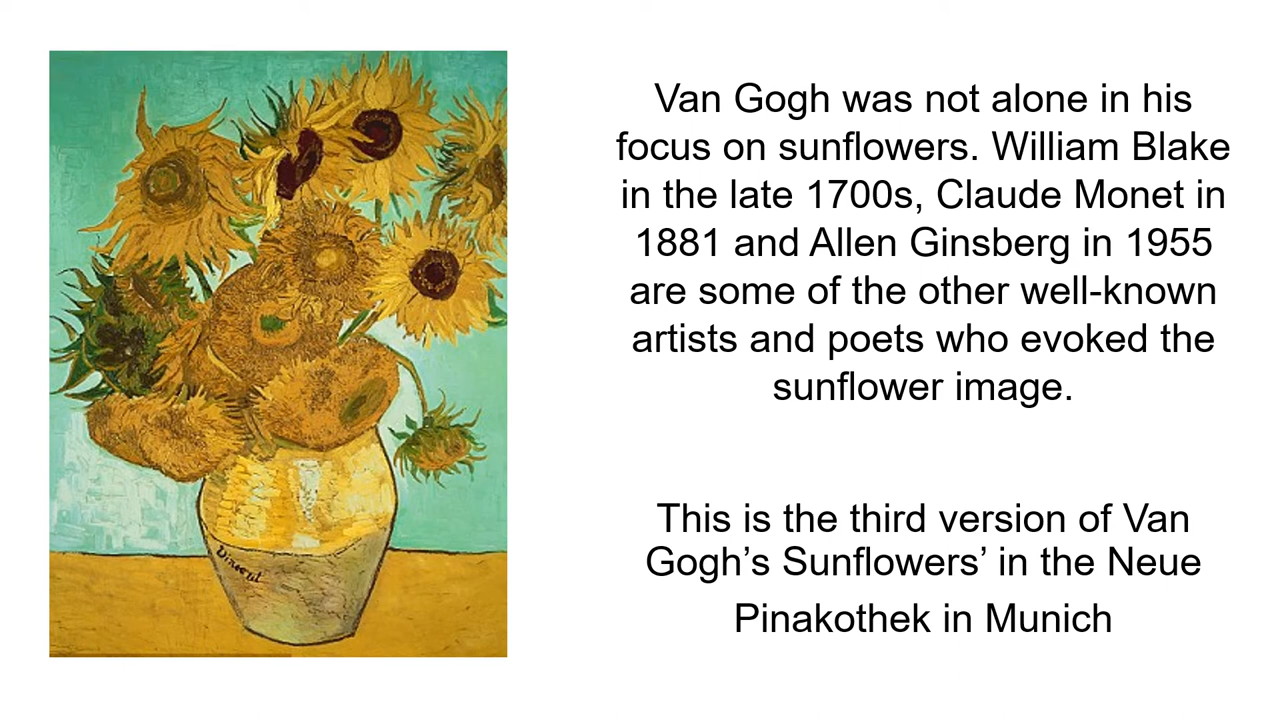 Van Gogh was not alone in his
focus on sunflowers. William Blake
in the late 1700s, Claude Monet in
1881 and Allen Ginsberg in 1955
are some of the other well-known
artists and poets who evoked the
sunflower image.
This is the third version of Van
Gogh’s Sunflowers’ in the Neue
Pinakothek in Munich
Vincent